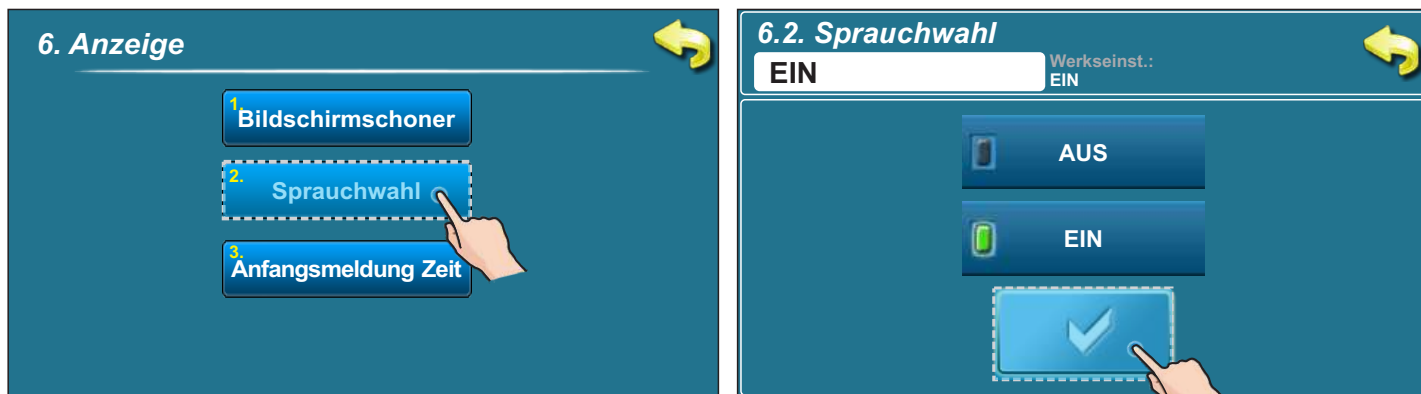 6. Anzeige
1.
Bildschirmschoner
2.
Sprauchwahl
3.
Anfangsmeldung Zeit
6.2. Sprauchwahl
EIN
Werkseinst.:
EIN
AUS
EIN